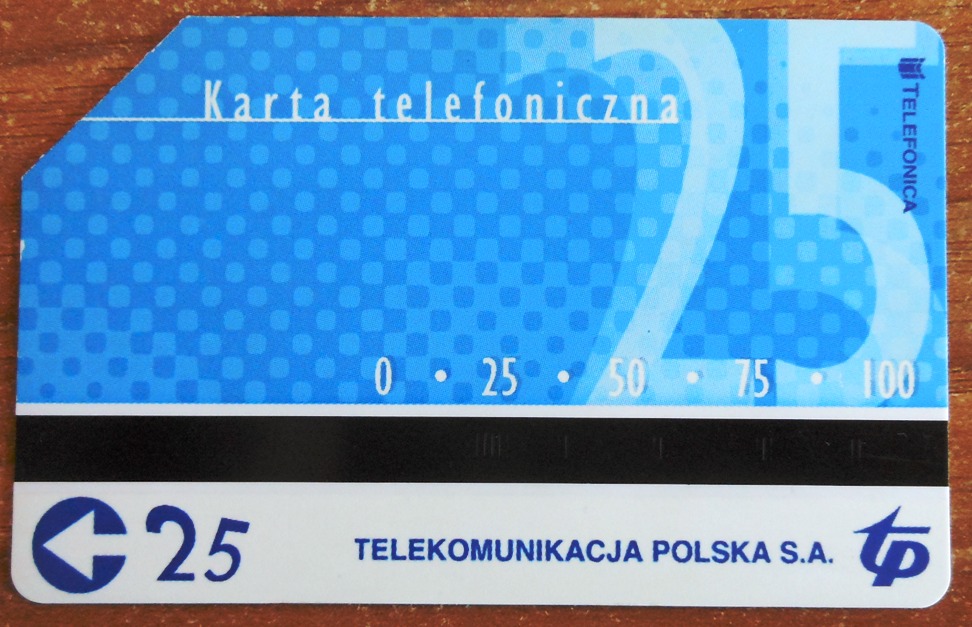 Karta telefoniczna
25
TELEFONICA
0 • 25 • 50 • 75 • 100
25
TELEKOMUNIKACJA POLSKA S.A.
tp